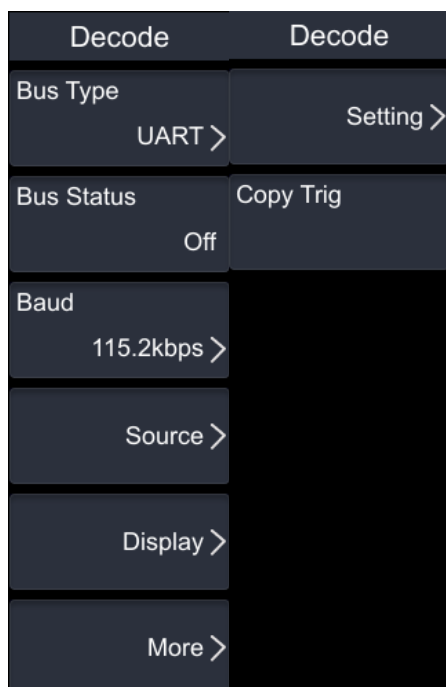 Decode
Bus Type
UART
Bus Status
Off
Baud
115.2kbps
Source
Display
More
Decode
Setting
Copy Trig